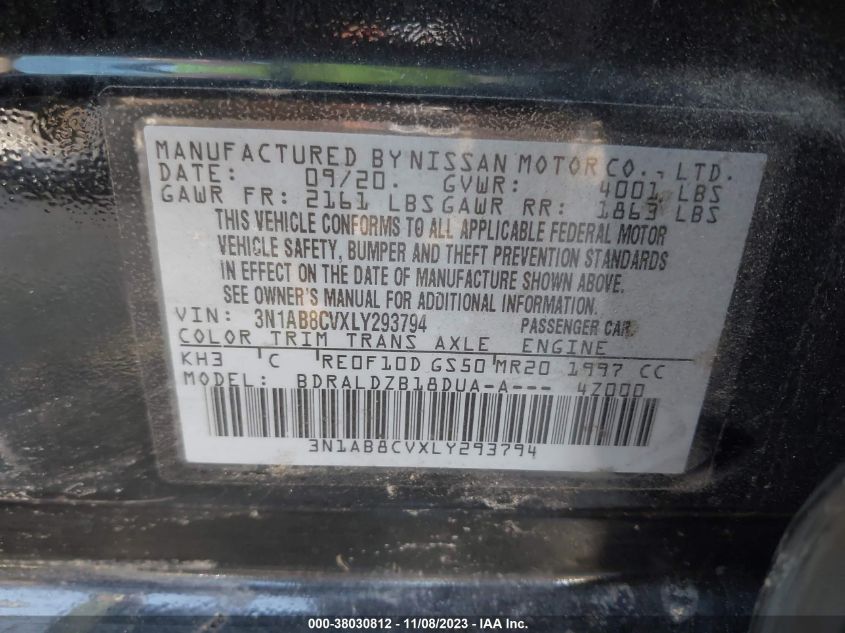 MANUFACTURED BY NISSAN MOTOR CO., LTD.
DATE: 09/20. GVWR: 4001 LBS
GAWR FR: 2161 LBS GAWR RR: 1863 LBS
THIS VEHICLE CONFORMS TO ALL APPLICABLE FEDERAL MOTOR
VEHICLE SAFETY, BUMPER AND THEFT PREVENTION STANDARDS
IN EFFECT ON THE DATE OF MANUFACTURE SHOWN ABOVE.
SEE OWNER'S MANUAL FOR ADDITIONAL INFORMATION.
VIN: 3N1AB8CVXLY293794 PASSENGER CAR
COLOR TRIM TRANS AXLE ENGINE
KH3 C RE0F10D GS50 MR20 1997 CC
MODEL: BDRALDZB18DUA-A--- 4Z000
3N1AB8CVXLY293794
000-38030812 - 11/08/2023 - IAA Inc.